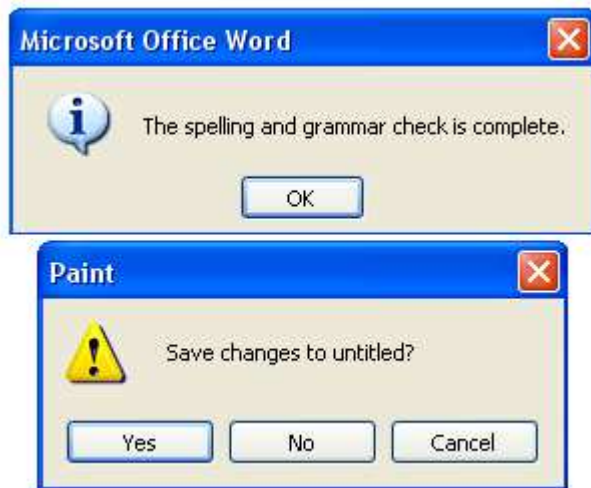 Microsoft Office Word
The spelling and grammar check is complete.
OK
Paint
Save changes to untitled?
Yes No Cancel